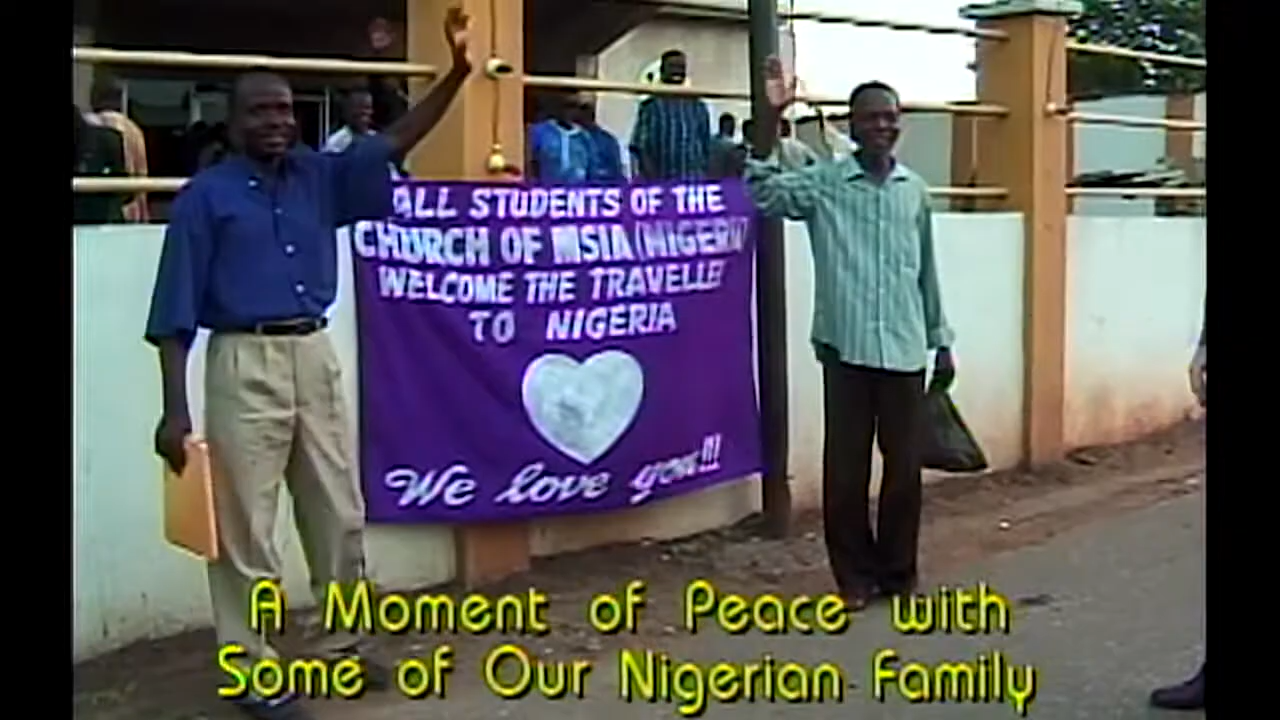 ALL STUDENTS OF THE
CHURCH OF MSIA (NIGERIA)
WELCOME THE TRAVELLER
TO NIGERIA
We love you!!!
A Moment of Peace with
Some of Our Nigerian Family